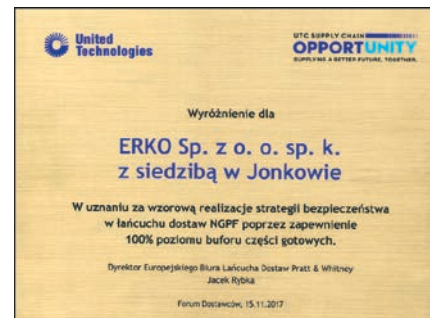 United
Technologies
UTC SUPPLY CHAIN
OPPORTUNITY
SUPPLYING A BETTER FUTURE, TOGETHER.
Wyróżnienie dla
ERKO Sp. z o. o. sp. k.
z siedzibą w Jonkowie
W uznaniu za wzorową realizacje strategii bezpieczeństwa
w łańcuchu dostaw NGPF poprzez zapewnienie
100% poziomu buforu części gotowych.
Dyrektor Europejskiego Biura Łańcucha Dostaw Pratt & Whitney
Jacek Rybka
Forum Dostawców, 15.11.2017